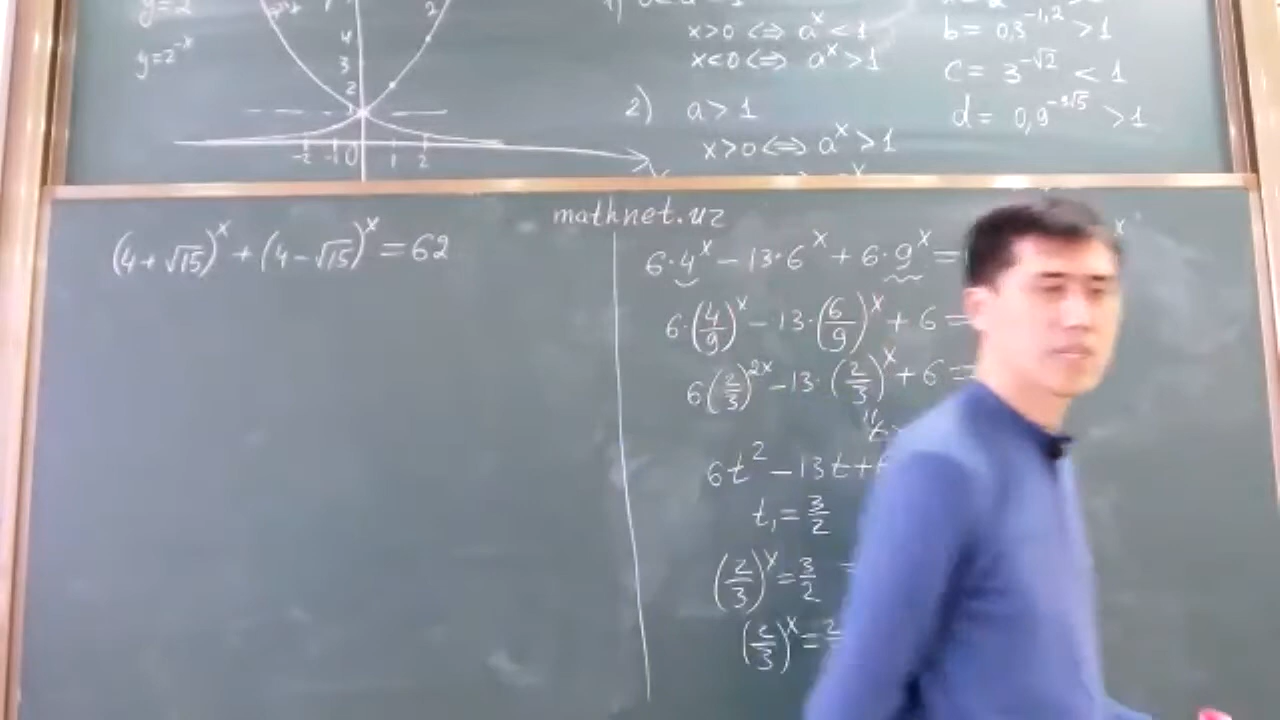 y=2
y=2^{-x}
4
3
2
-2 -1 0 1 2
2) a > 1
x>0 <=> a^x < 1
x<0 <=> a^x > 1
x>0 <=> a^x > 1
b = 0,3^{-1,2} > 1
c = 3^{-√2} < 1
d = 0,9^{-3√5} > 1
mathnet.uz
(4+√15)^x + (4-√15)^x = 62
6·4^x - 13·6^x + 6·9^x =
6·(4/9)^x - 13·(6/9)^x + 6 =
6(2/3)^{2x} - 13·(2/3)^x + 6 =
6t^2 - 13t +
t_1 = 3/2
(2/3)^x = 3/2
(2/3)^x =